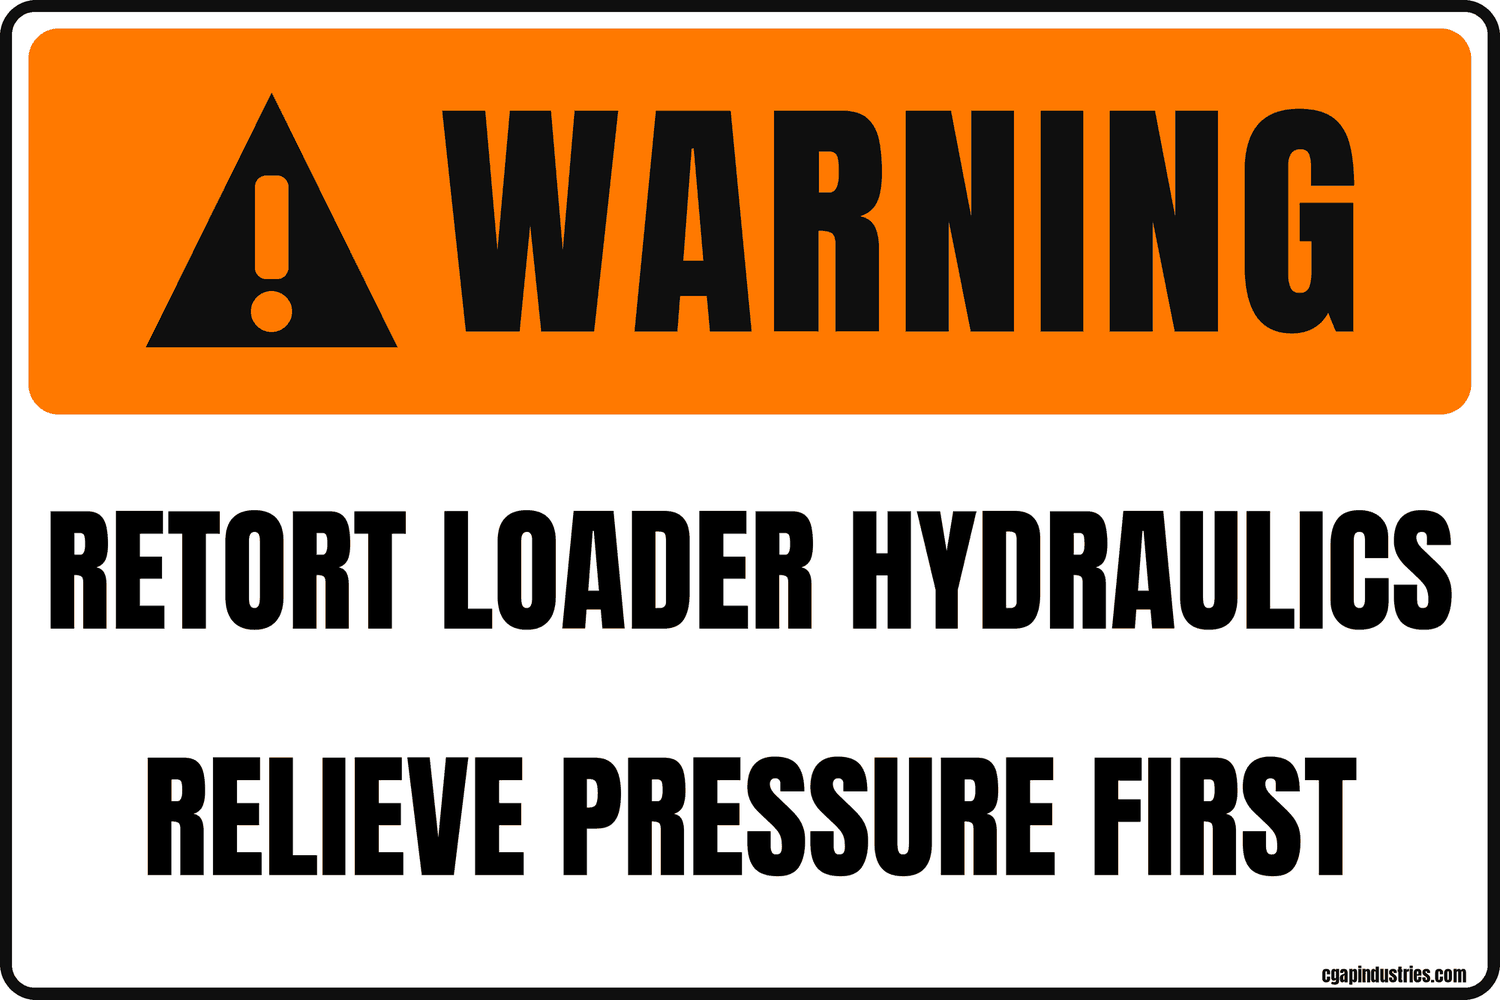 WARNING
RETORT LOADER HYDRAULICS
RELIEVE PRESSURE FIRST
cgapindustries.com